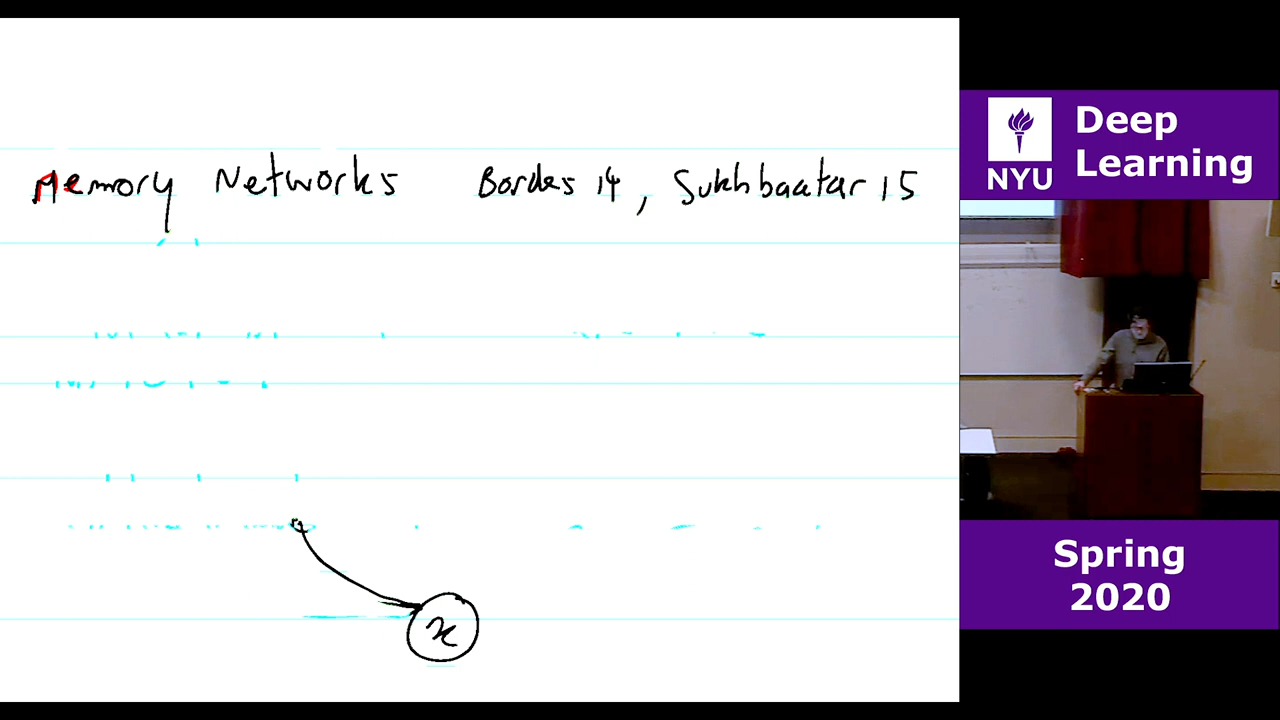 Memory Networks Bordes 14, Sukhbaatar 15
x
NYU
Deep
Learning
Spring
2020